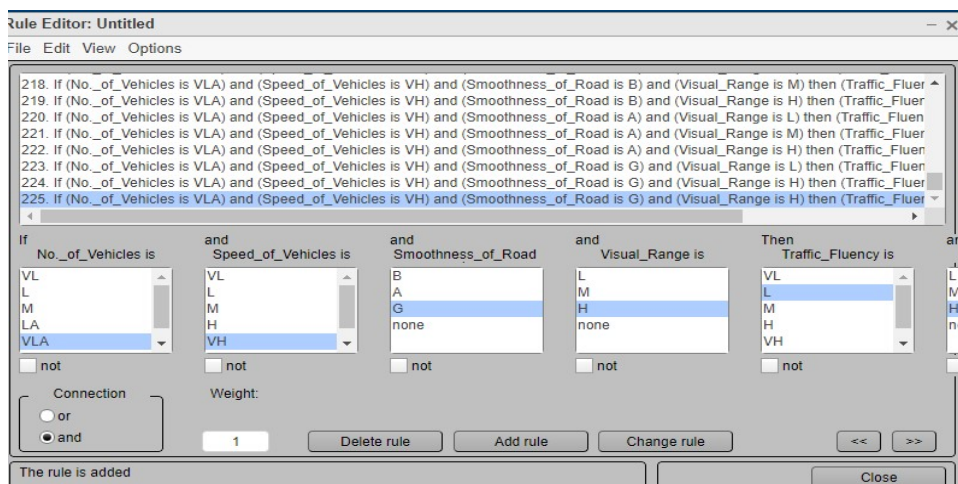 Rule Editor: Untitled
File Edit View Options
218. If (No._of_Vehicles is VLA) and (Speed_of_Vehicles is VH) and (Smoothness_of_Road is B) and (Visual_Range is M) then (Traffic_Fluer
219. If (No._of_Vehicles is VLA) and (Speed_of_Vehicles is VH) and (Smoothness_of_Road is B) and (Visual_Range is H) then (Traffic_Fluer
220. If (No._of_Vehicles is VLA) and (Speed_of_Vehicles is VH) and (Smoothness_of_Road is A) and (Visual_Range is L) then (Traffic_Fluen
221. If (No._of_Vehicles is VLA) and (Speed_of_Vehicles is VH) and (Smoothness_of_Road is A) and (Visual_Range is M) then (Traffic_Fluer
222. If (No._of_Vehicles is VLA) and (Speed_of_Vehicles is VH) and (Smoothness_of_Road is A) and (Visual_Range is H) then (Traffic_Fluen
223. If (No._of_Vehicles is VLA) and (Speed_of_Vehicles is VH) and (Smoothness_of_Road is G) and (Visual_Range is L) then (Traffic_Fluen
224. If (No._of_Vehicles is VLA) and (Speed_of_Vehicles is VH) and (Smoothness_of_Road is G) and (Visual_Range is H) then (Traffic_Fluer
225. If (No._of_Vehicles is VLA) and (Speed_of_Vehicles is VH) and (Smoothness_of_Road is G) and (Visual_Range is H) then (Traffic_Fluer
If and and and Then ar
No._of_Vehicles is Speed_of_Vehicles is Smoothness_of_Road Visual_Range is Traffic_Fluency is
VL VL B L VL L
L L A M L M
M M G H M H
LA H none none H n
VLA VH VH
not not not not not
Connection Weight:
or
and 1 Delete rule Add rule Change rule << >>
The rule is added Close